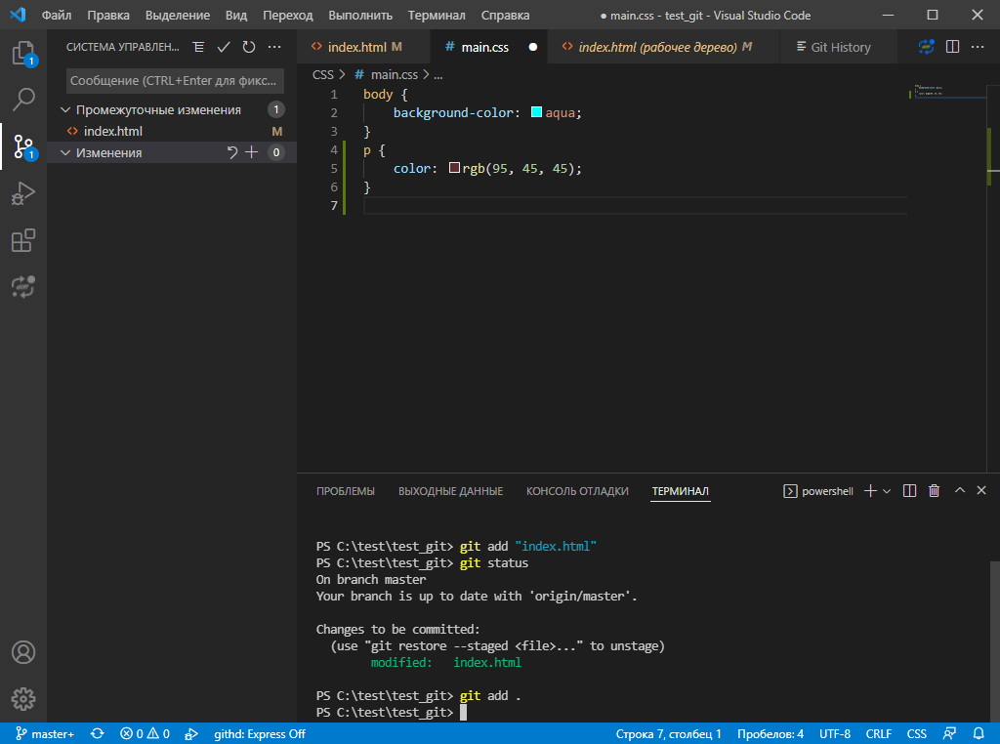 Файл Правка Выделение Вид Переход Выполнить Терминал Справка ● main.css - test_git - Visual Studio Code
СИСТЕМА УПРАВЛЕН...
index.html M main.css index.html (рабочее дерево) M Git History
Сообщение (CTRL+Enter для фикс...
Промежуточные изменения 1
index.html M
Изменения 0
1
1
CSS > # main.css > ...
1 body {
2 background-color: aqua;
3 }
4 p {
5 color: rgb(95, 45, 45);
6 }
7
ПРОБЛЕМЫ ВЫХОДНЫЕ ДАННЫЕ КОНСОЛЬ ОТЛАДКИ ТЕРМИНАЛ powershell
PS C:\test\test_git> git add "index.html"
PS C:\test\test_git> git status
On branch master
Your branch is up to date with 'origin/master'.
Changes to be committed:
(use "git restore --staged <file>..." to unstage)
modified: index.html
PS C:\test\test_git> git add .
PS C:\test\test_git>
master+ 0 0 githd: Express Off Строка 7, столбец 1 Пробелов: 4 UTF-8 CRLF CSS